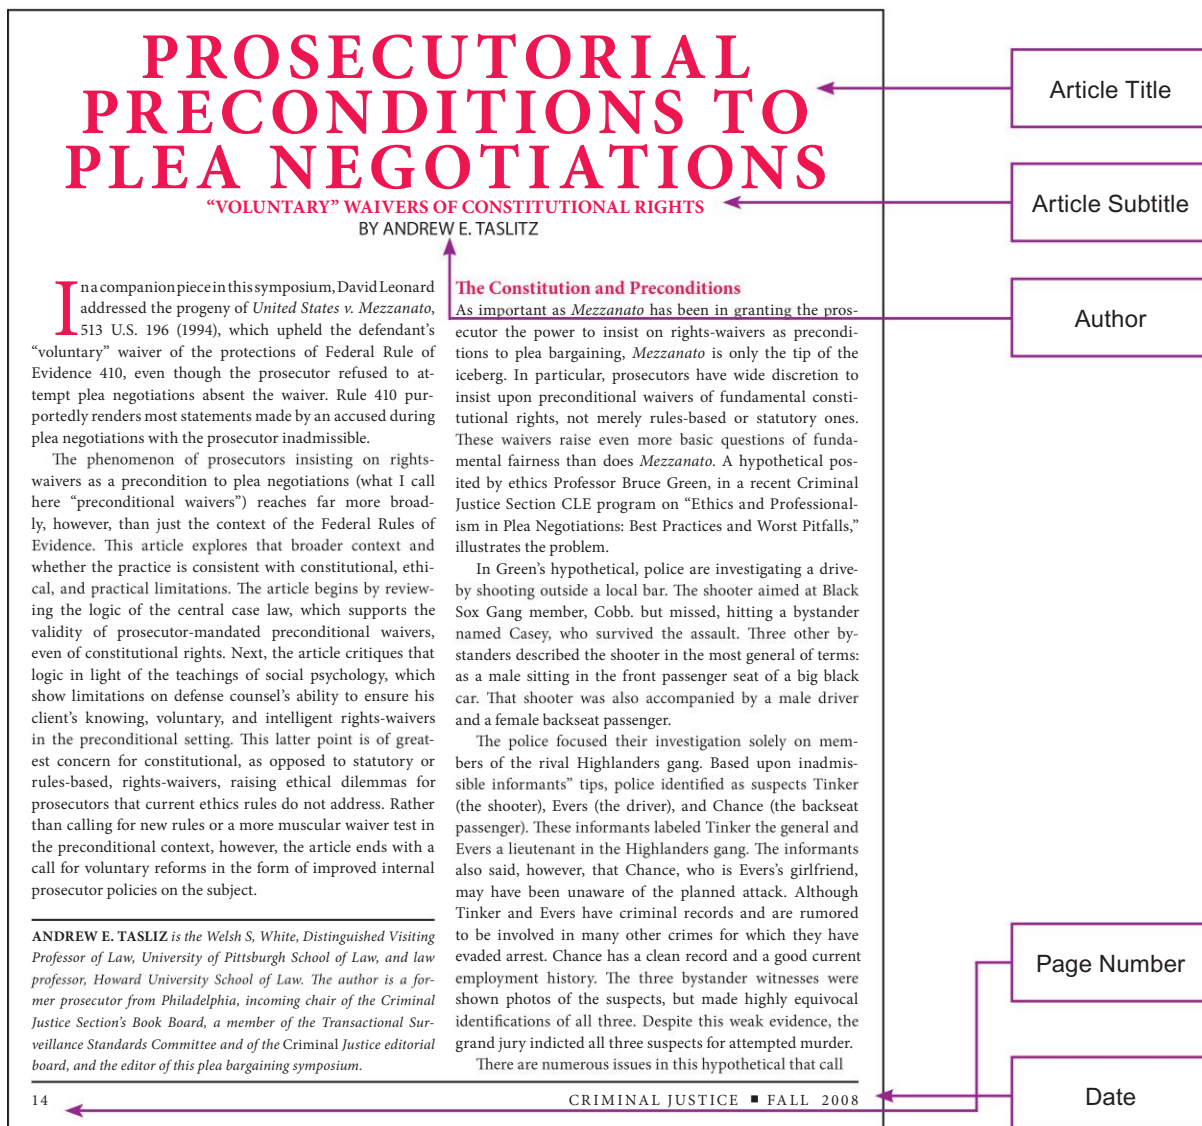 PROSECUTORIAL
PRECONDITIONS TO
PLEA NEGOTIATIONS
“VOLUNTARY” WAIVERS OF CONSTITUTIONAL RIGHTS
BY ANDREW E. TASLITZ
In a companion piece in this symposium, David Leonard
addressed the progeny of United States v. Mezzanato,
513 U.S. 196 (1994), which upheld the defendant’s
“voluntary” waiver of the protections of Federal Rule of
Evidence 410, even though the prosecutor refused to at-
tempt plea negotiations absent the waiver. Rule 410 pur-
portedly renders most statements made by an accused during
plea negotiations with the prosecutor inadmissible.
The phenomenon of prosecutors insisting on rights-
waivers as a precondition to plea negotiations (what I call
here “preconditional waivers”) reaches far more broad-
ly, however, than just the context of the Federal Rules of
Evidence. This article explores that broader context and
whether the practice is consistent with constitutional, ethi-
cal, and practical limitations. The article begins by review-
ing the logic of the central case law, which supports the
validity of prosecutor-mandated preconditional waivers,
even of constitutional rights. Next, the article critiques that
logic in light of the teachings of social psychology, which
show limitations on defense counsel’s ability to ensure his
client’s knowing, voluntary, and intelligent rights-waivers
in the preconditional setting. This latter point is of great-
est concern for constitutional, as opposed to statutory or
rules-based, rights-waivers, raising ethical dilemmas for
prosecutors that current ethics rules do not address. Rather
than calling for new rules or a more muscular waiver test in
the preconditional context, however, the article ends with a
call for voluntary reforms in the form of improved internal
prosecutor policies on the subject.
ANDREW E. TASLIZ is the Welsh S, White, Distinguished Visiting
Professor of Law, University of Pittsburgh School of Law, and law
professor, Howard University School of Law. The author is a for-
mer prosecutor from Philadelphia, incoming chair of the Criminal
Justice Section’s Book Board, a member of the Transactional Sur-
veillance Standards Committee and of the Criminal Justice editorial
board, and the editor of this plea bargaining symposium.
The Constitution and Preconditions
As important as Mezzanato has been in granting the pros-
ecutor the power to insist on rights-waivers as precondi-
tions to plea bargaining, Mezzanato is only the tip of the
iceberg. In particular, prosecutors have wide discretion to
insist upon preconditional waivers of fundamental consti-
tutional rights, not merely rules-based or statutory ones.
These waivers raise even more basic questions of funda-
mental fairness than does Mezzanato. A hypothetical pos-
ited by ethics Professor Bruce Green, in a recent Criminal
Justice Section CLE program on “Ethics and Professional-
ism in Plea Negotiations: Best Practices and Worst Pitfalls,”
illustrates the problem.
In Green’s hypothetical, police are investigating a drive-
by shooting outside a local bar. The shooter aimed at Black
Sox Gang member, Cobb. but missed, hitting a bystander
named Casey, who survived the assault. Three other by-
standers described the shooter in the most general of terms:
as a male sitting in the front passenger seat of a big black
car. That shooter was also accompanied by a male driver
and a female backseat passenger.
The police focused their investigation solely on mem-
bers of the rival Highlanders gang. Based upon inadmis-
sible informants” tips, police identified as suspects Tinker
(the shooter), Evers (the driver), and Chance (the backseat
passenger). These informants labeled Tinker the general and
Evers a lieutenant in the Highlanders gang. The informants
also said, however, that Chance, who is Evers’s girlfriend,
may have been unaware of the planned attack. Although
Tinker and Evers have criminal records and are rumored
to be involved in many other crimes for which they have
evaded arrest. Chance has a clean record and a good current
employment history. The three bystander witnesses were
shown photos of the suspects, but made highly equivocal
identifications of all three. Despite this weak evidence, the
grand jury indicted all three suspects for attempted murder.
There are numerous issues in this hypothetical that call
14
CRIMINAL JUSTICE ■ FALL 2008
Article Title
Article Subtitle
Author
Page Number
Date